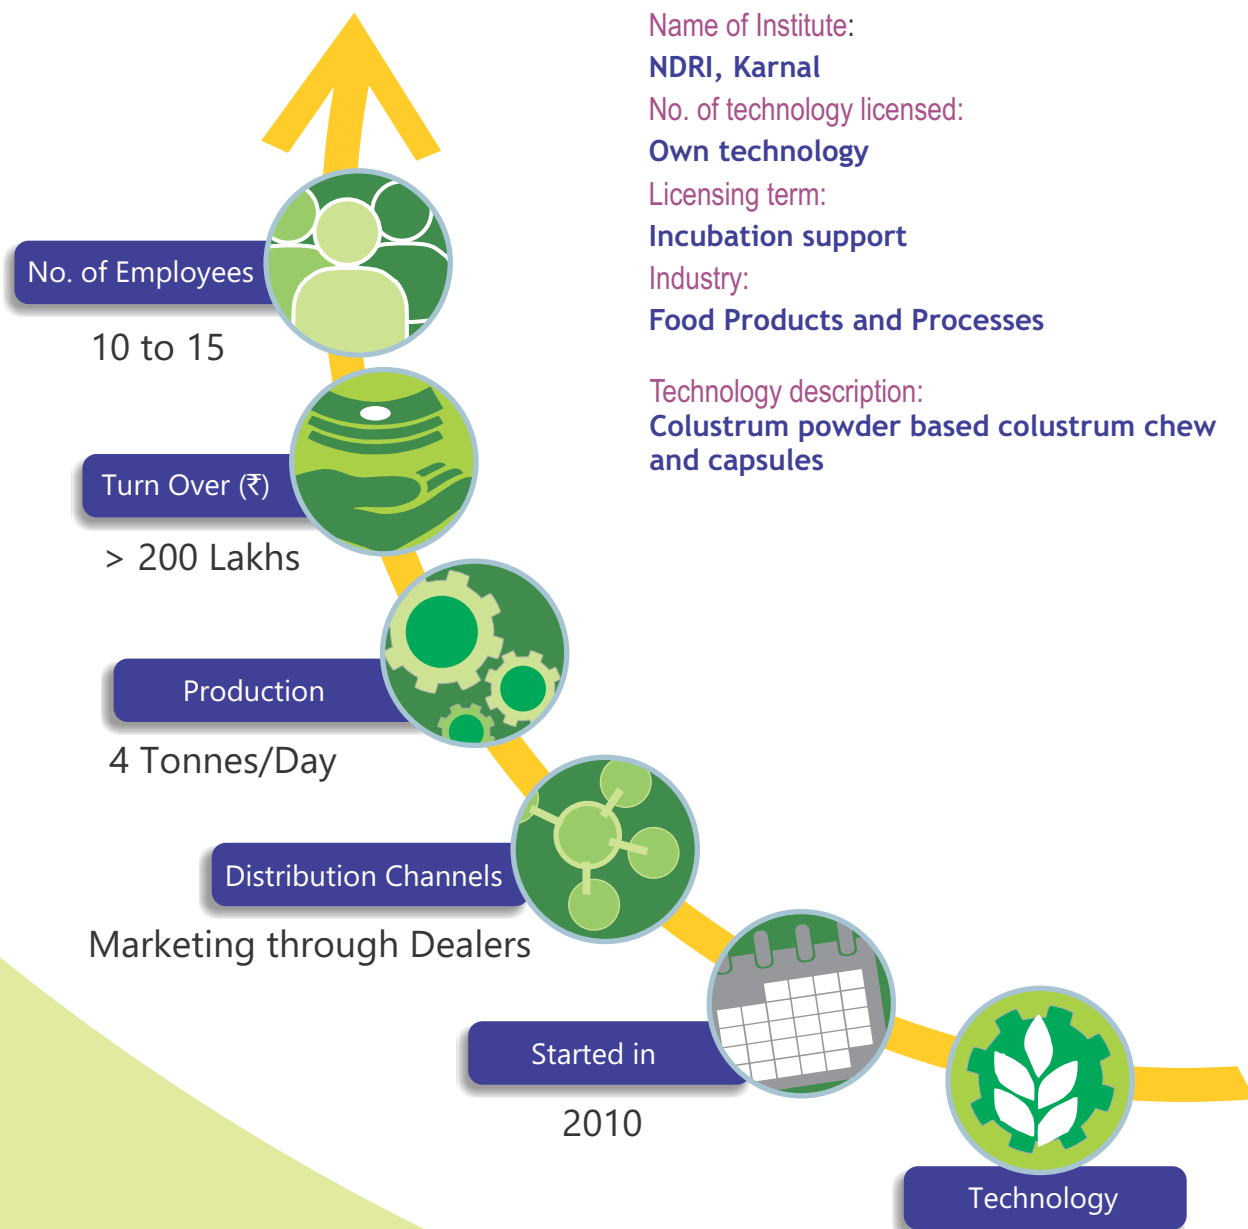 Name of Institute:
NDRI, Karnal
No. of technology licensed:
Own technology
Licensing term:
Incubation support
Industry:
Food Products and Processes
Technology description:
Colustrum powder based colustrum chew
and capsules
No. of Employees
10 to 15
Turn Over (₹)
> 200 Lakhs
Production
4 Tonnes/Day
Distribution Channels
Marketing through Dealers
Started in
2010
Technology